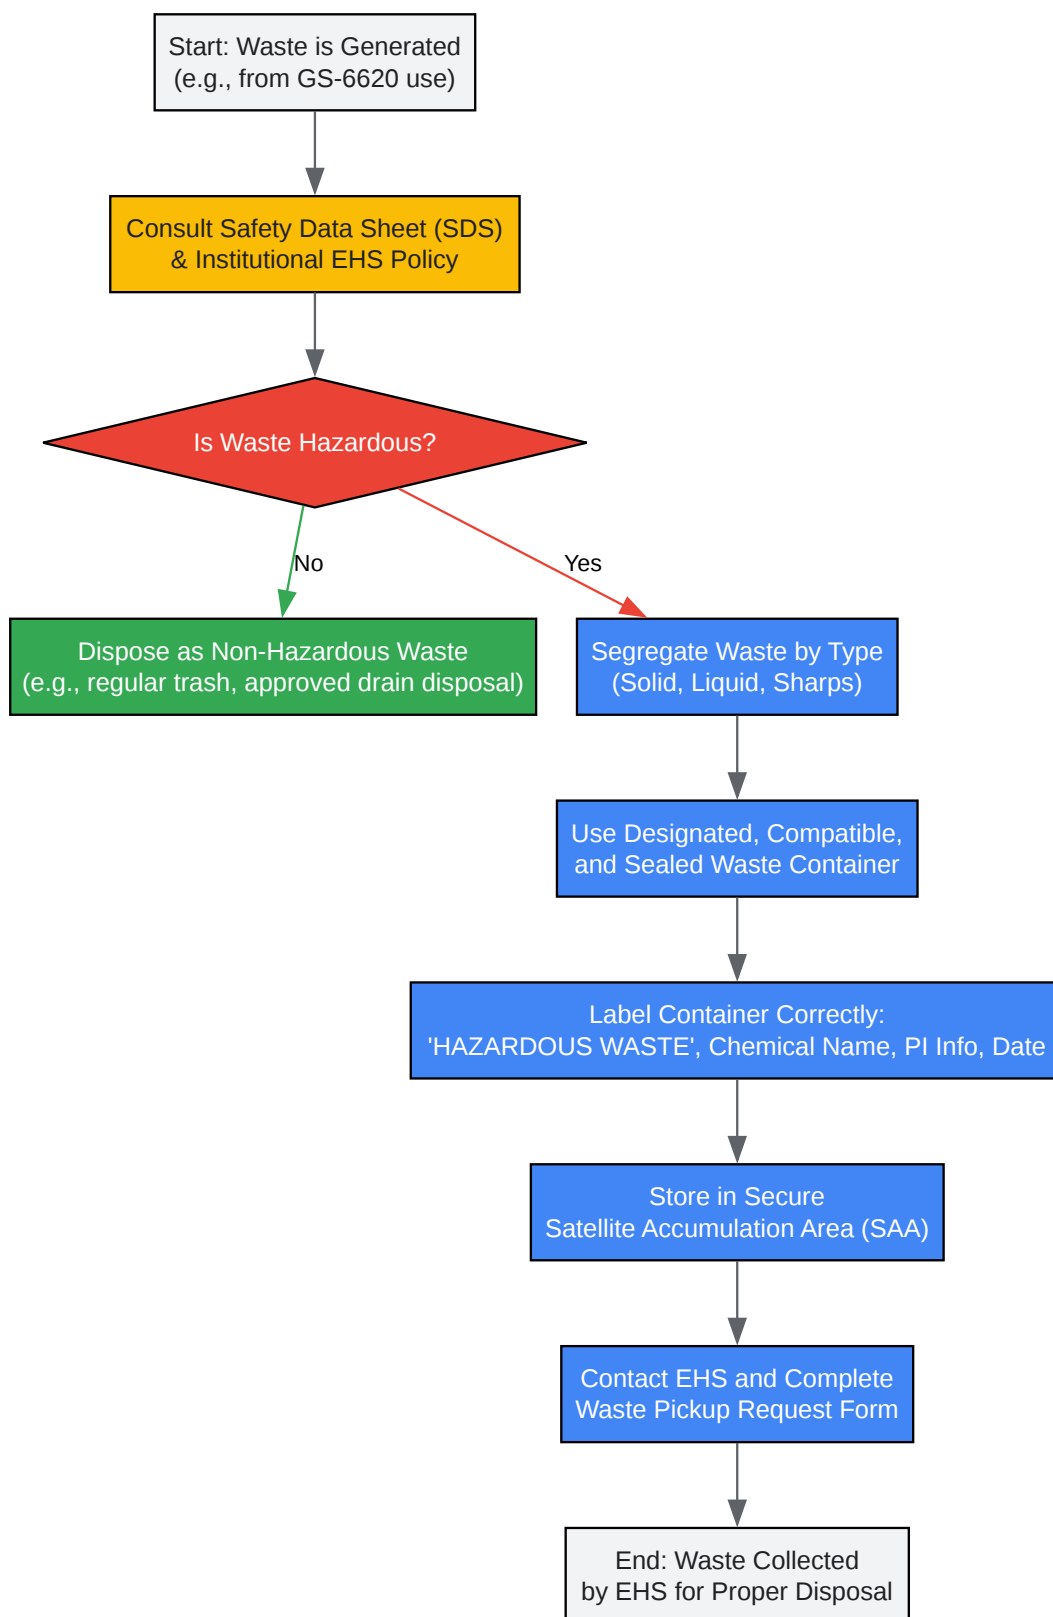 Start: Waste is Generated
(e.g., from GS-6620 use)
Consult Safety Data Sheet (SDS)
& Institutional EHS Policy
Is Waste Hazardous?
No
Yes
Dispose as Non-Hazardous Waste
(e.g., regular trash, approved drain disposal)
Segregate Waste by Type
(Solid, Liquid, Sharps)
Use Designated, Compatible,
and Sealed Waste Container
Label Container Correctly:
'HAZARDOUS WASTE', Chemical Name, PI Info, Date
Store in Secure
Satellite Accumulation Area (SAA)
Contact EHS and Complete
Waste Pickup Request Form
End: Waste Collected
by EHS for Proper Disposal